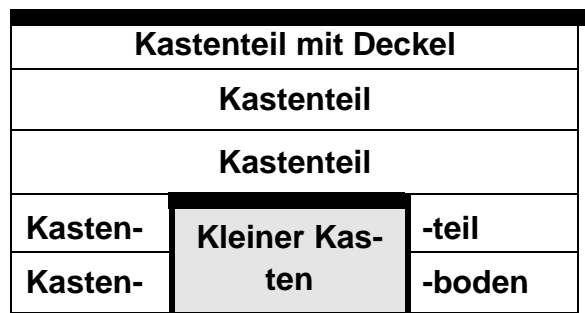 Kastenteil mit Deckel
Kastenteil
Kastenteil
Kasten- Kleiner Kas- -teil
Kasten- ten -boden